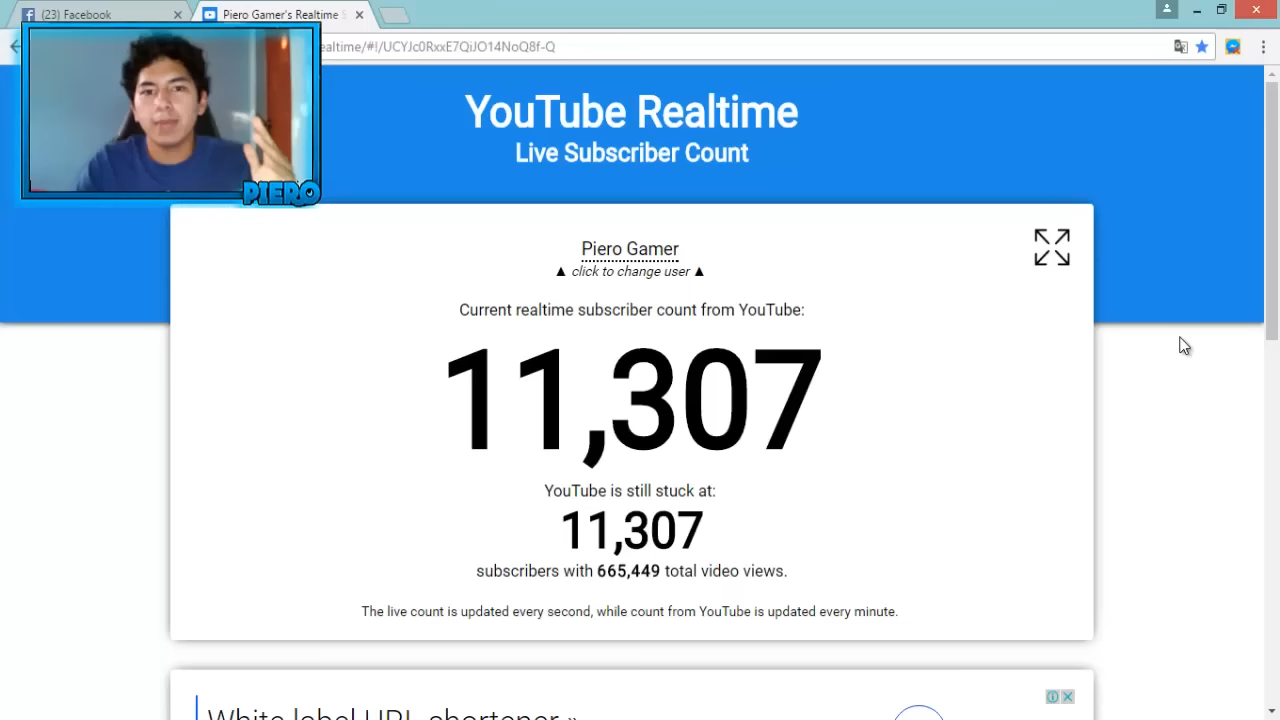 (23) Facebook
Piero Gamer's Realtime S
ealtime/#!/UCYJc0RxxE7QiJO14NoQ8f-Q
PIERO
YouTube Realtime
Live Subscriber Count
Piero Gamer
▲ click to change user ▲
Current realtime subscriber count from YouTube:
11,307
YouTube is still stuck at:
11,307
subscribers with 665,449 total video views.
The live count is updated every second, while count from YouTube is updated every minute.
White label URL shortener »